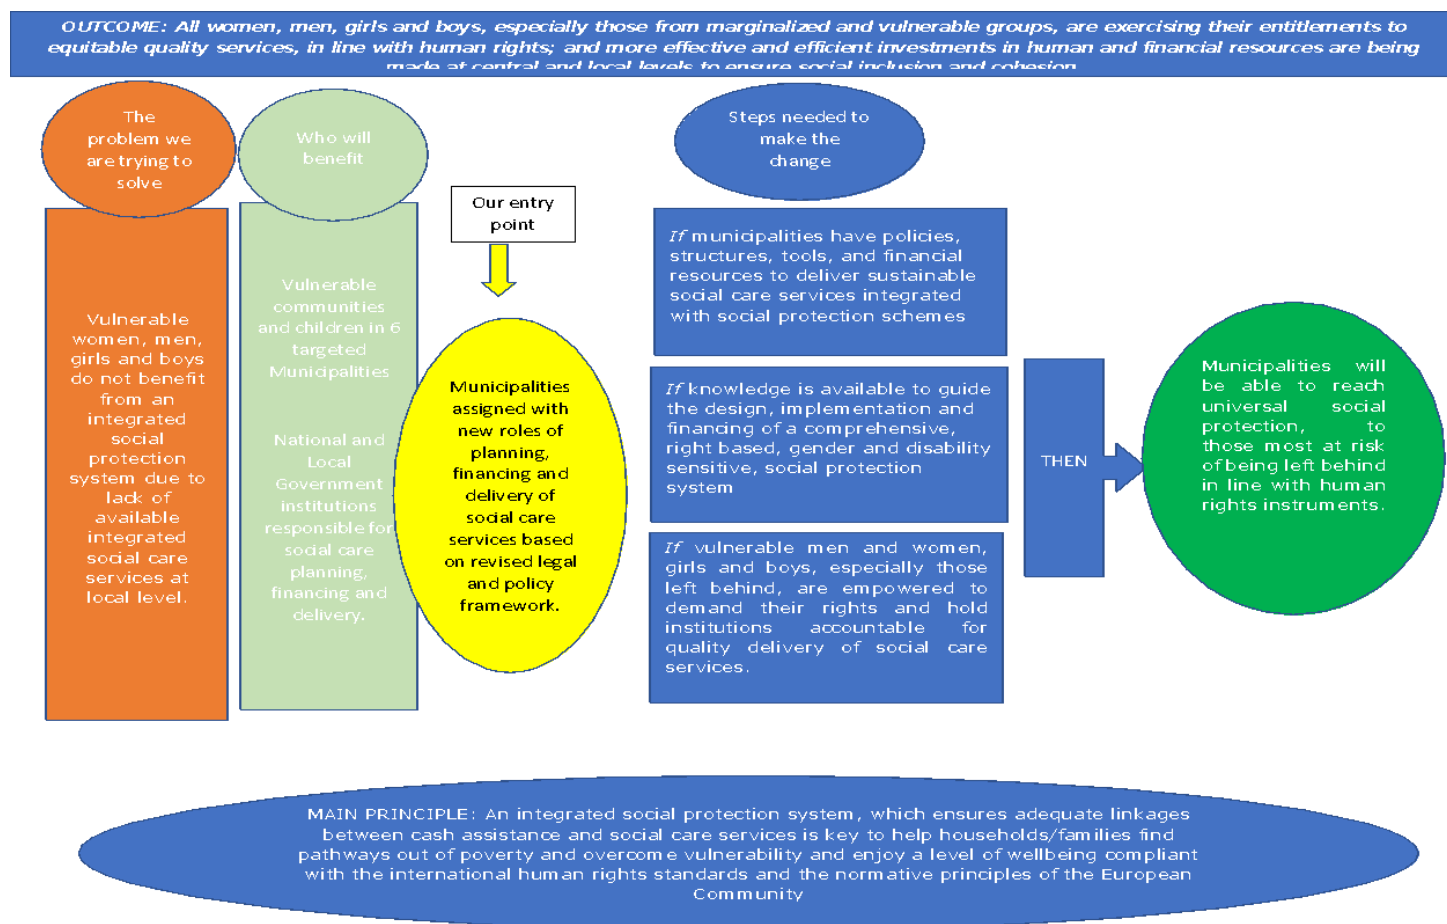 OUTCOME: All women, men, girls and boys, especially those from marginalized and vulnerable groups, are exercising their entitlements to
equitable quality services, in line with human rights; and more effective and efficient investments in human and financial resources are being
made at central and local levels to ensure social inclusion and cohesion
The
problem we
are trying to
solve
Who will
benefit
Steps needed to
make the
change
Our entry
point
Vulnerable
women, men,
girls and boys
do not benefit
from an
integrated
social
protection
system due to
lack of
available
integrated
social care
services at
local level.
Vulnerable
communities
and children in 6
targeted
Municipalities
National and
Local
Government
institutions
responsible for
social care
planning,
financing and
delivery.
Municipalities
assigned with
new roles of
planning,
financing and
delivery of
social care
services based
on revised legal
and policy
framework.
If municipalities have policies,
structures, tools, and financial
resources to deliver sustainable
social care services integrated
with social protection schemes
If knowledge is available to guide
the design, implementation and
financing of a comprehensive,
right based, gender and disability
sensitive, social protection
system
If vulnerable men and women,
girls and boys, especially those
left behind, are empowered to
demand their rights and hold
institutions accountable for
quality delivery of social care
services.
THEN
Municipalities will
be able to reach
universal social
protection, to
those most at risk
of being left behind
in line with human
rights instruments.
MAIN PRINCIPLE: An integrated social protection system, which ensures adequate linkages
between cash assistance and social care services is key to help households/families find
pathways out of poverty and overcome vulnerability and enjoy a level of wellbeing compliant
with the international human rights standards and the normative principles of the European
Community